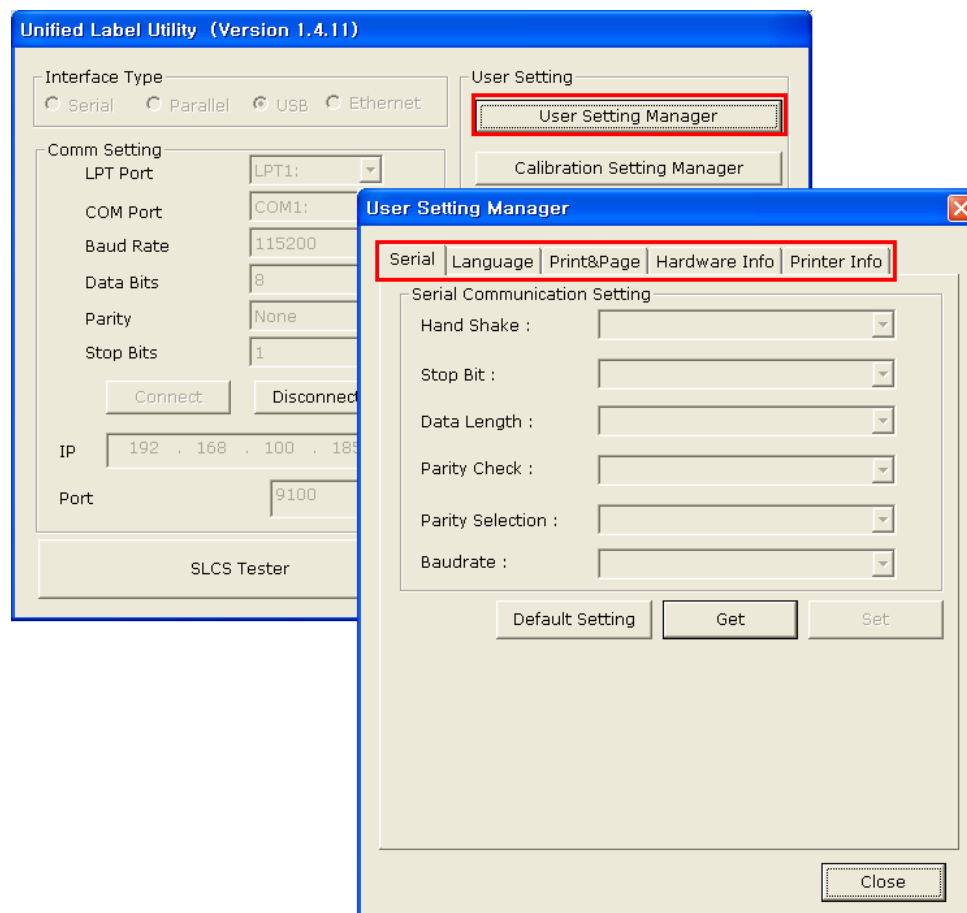 Unified Label Utility (Version 1.4.11)
Interface Type
Serial Parallel USB Ethernet
Comm Setting
LPT Port LPT1:
COM Port COM1:
Baud Rate 115200
Data Bits 8
Parity None
Stop Bits 1
Connect Disconnect
IP 192 . 168 . 100 . 185
Port 9100
SLCS Tester
User Setting
User Setting Manager
Calibration Setting Manager
User Setting Manager
Serial Language Print&Page Hardware Info Printer Info
Serial Communication Setting
Hand Shake :
Stop Bit :
Data Length :
Parity Check :
Parity Selection :
Baudrate :
Default Setting Get Set
Close